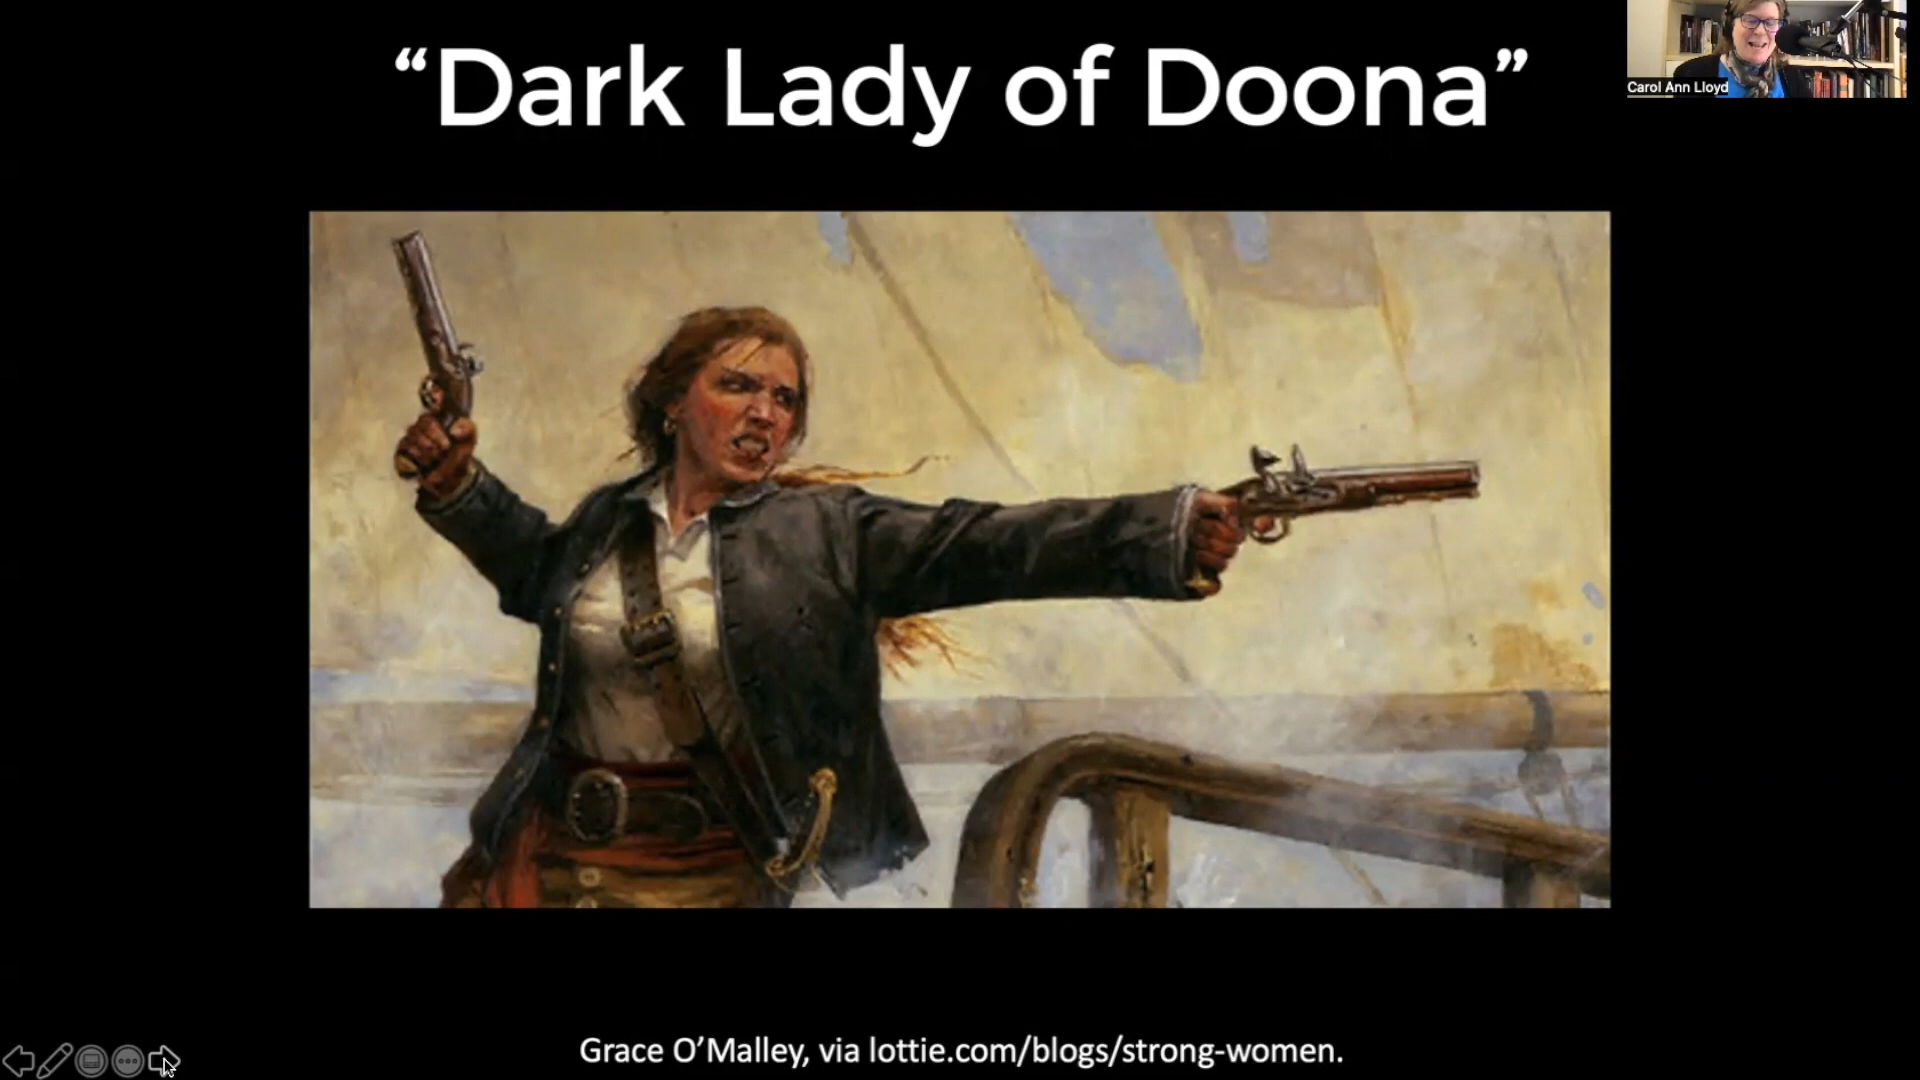 “Dark Lady of Doona”
Carol Ann Lloyd
Grace O’Malley, via lottie.com/blogs/strong-women.